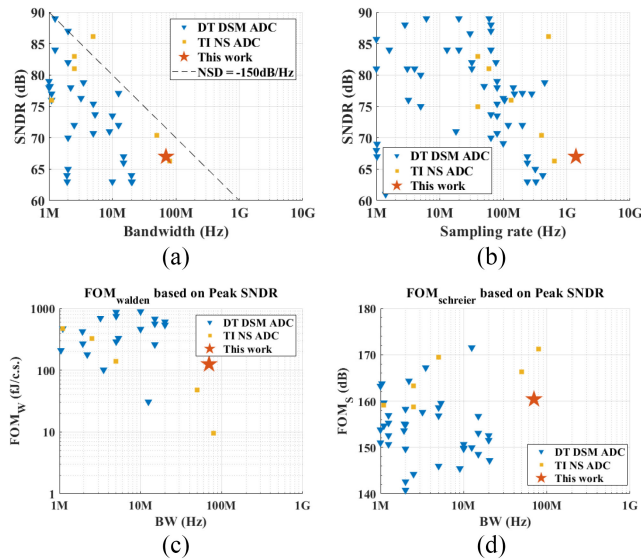 90
85
80
75
70
65
60
SNDR (dB)
DT DSM ADC
TI NS ADC
This work
NSD = -150dB/Hz
1M
10M
100M
1G
Bandwidth (Hz)
(a)
90
85
80
75
70
65
60
SNDR (dB)
DT DSM ADC
TI NS ADC
This work
1M
10M
100M
1G
10G
Sampling rate (Hz)
(b)
FOMwalden based on Peak SNDR
1000
100
10
1
FOMW (fJ/c.s.)
DT DSM ADC
TI NS ADC
This work
1M
10M
100M
1G
BW (Hz)
(c)
FOMschreier based on Peak SNDR
180
170
160
150
140
FOMS (dB)
DT DSM ADC
TI NS ADC
This work
1M
10M
100M
1G
BW (Hz)
(d)